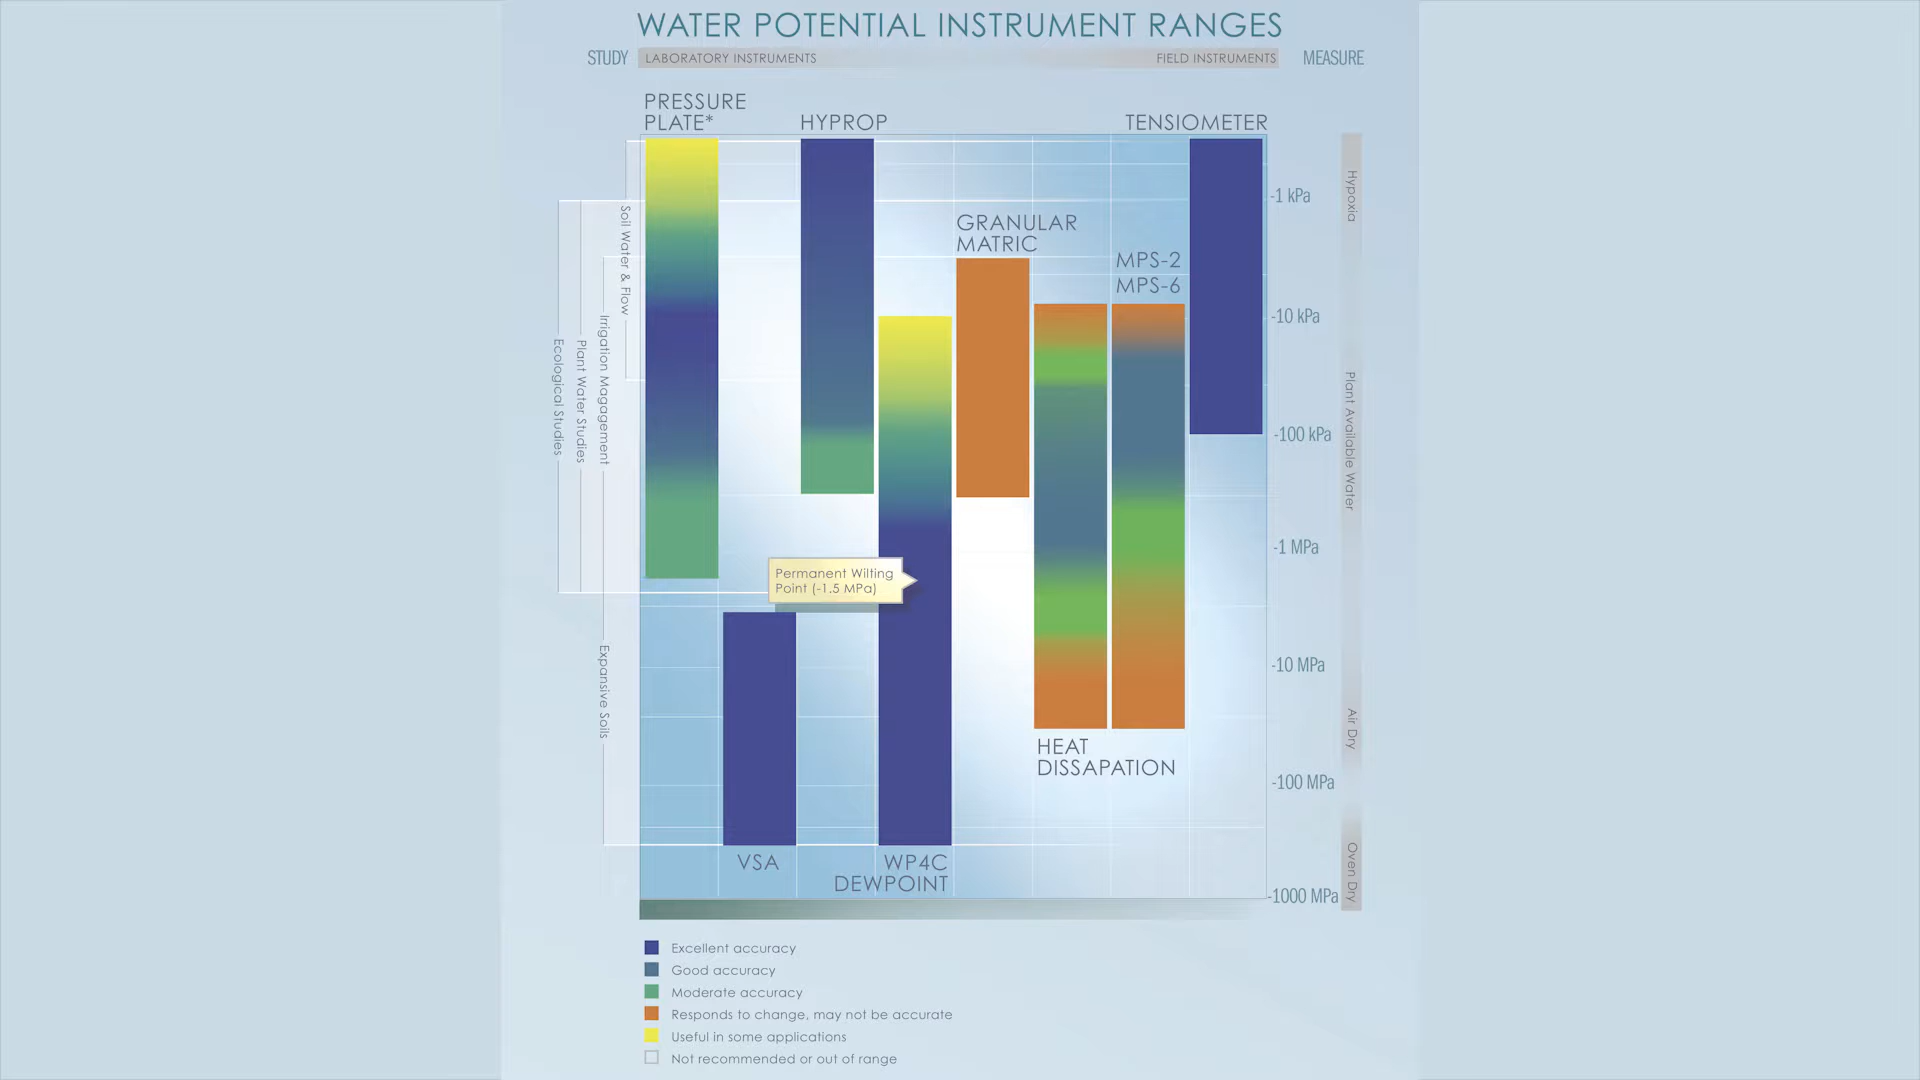 WATER POTENTIAL INSTRUMENT RANGES
STUDY
LABORATORY INSTRUMENTS
FIELD INSTRUMENTS
MEASURE
PRESSURE
PLATE*
HYPROP
TENSIOMETER
GRANULAR
MATRIC
MPS-2
MPS-6
-1 kPa
-10 kPa
-100 kPa
-1 MPa
-10 MPa
-100 MPa
-1000 MPa
Hypoxia
Plant Available Water
Air Dry
Oven Dry
Soil Water & Flow
Irrigation Magagement
Plant Water Studies
Ecological Studies
Expansive Soils
Permanent Wilting
Point (-1.5 MPa)
HEAT
DISSAPATION
VSA
WP4C
DEWPOINT
Excellent accuracy
Good accuracy
Moderate accuracy
Responds to change, may not be accurate
Useful in some applications
Not recommended or out of range